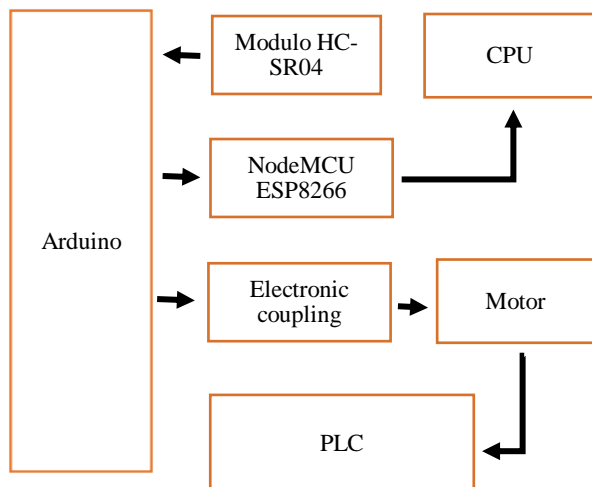 Modulo HC-
SR04
CPU
NodeMCU
ESP8266
Arduino
Electronic
coupling
Motor
PLC